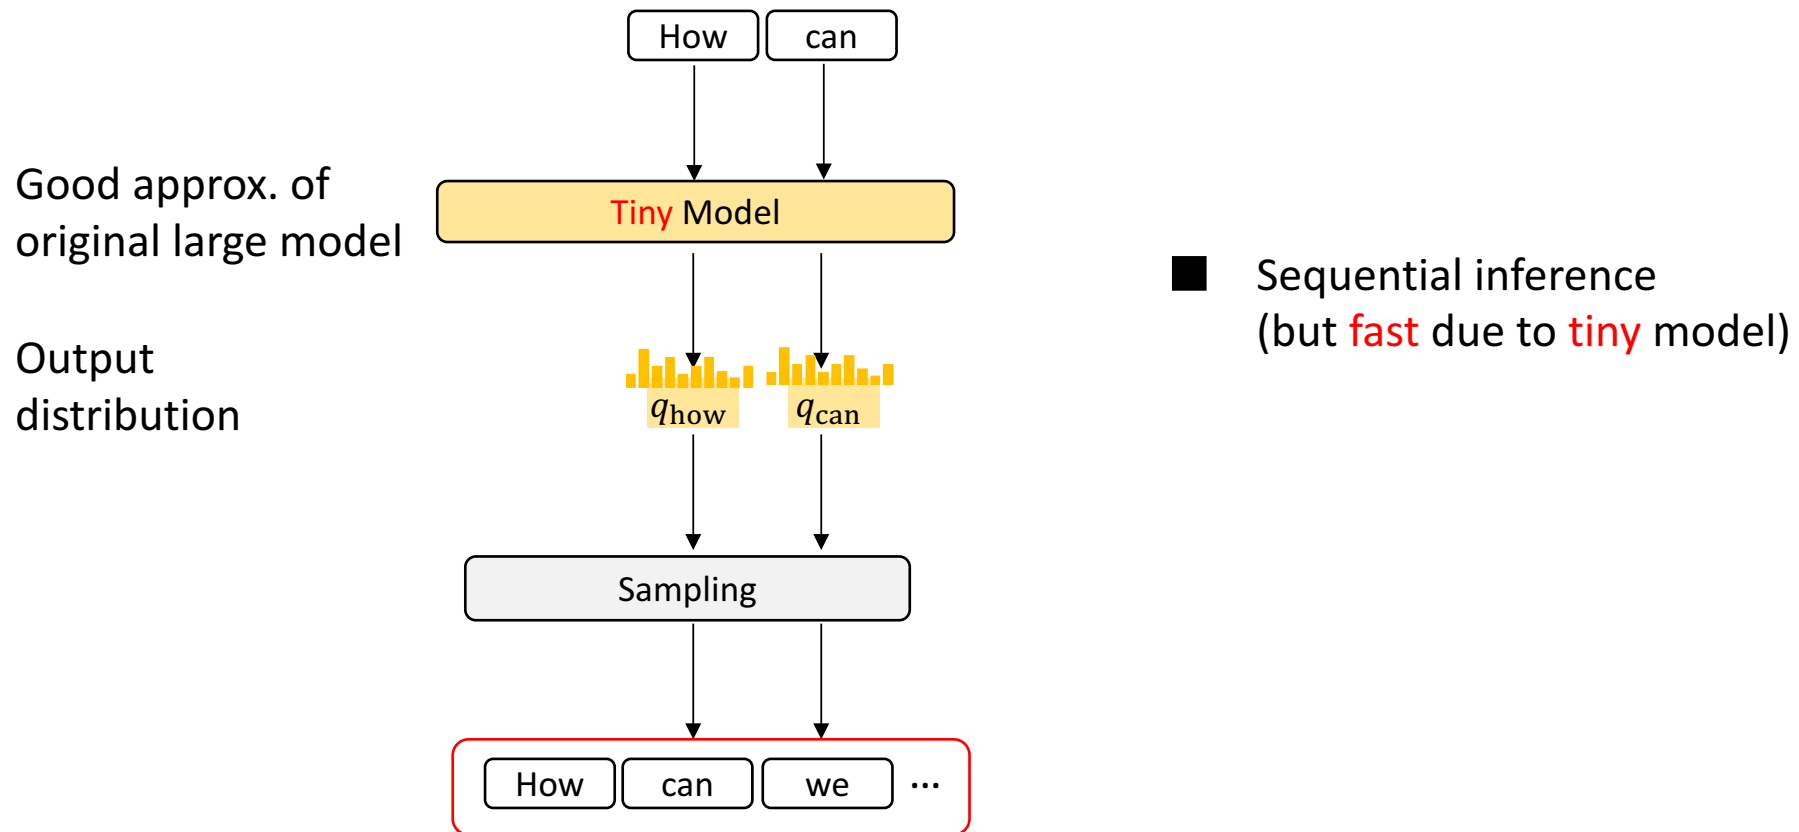 How can
Good approx. of
original large model
Tiny Model
Sequential inference
(but fast due to tiny model)
Output
distribution
q_how q_can
Sampling
How can we ...